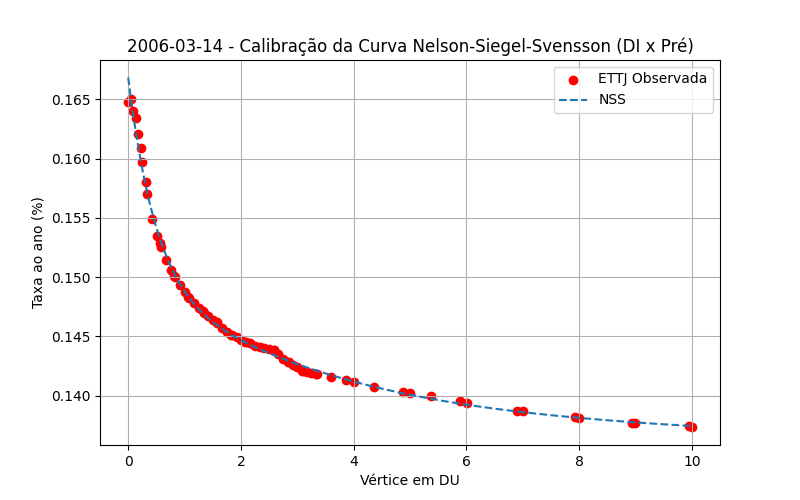 2006-03-14 - Calibração da Curva Nelson-Siegel-Svensson (DI x Pré)
ETTJ Observada
NSS
Taxa ao ano (%)
0.165
0.160
0.155
0.150
0.145
0.140
0 2 4 6 8 10
Vértice em DU